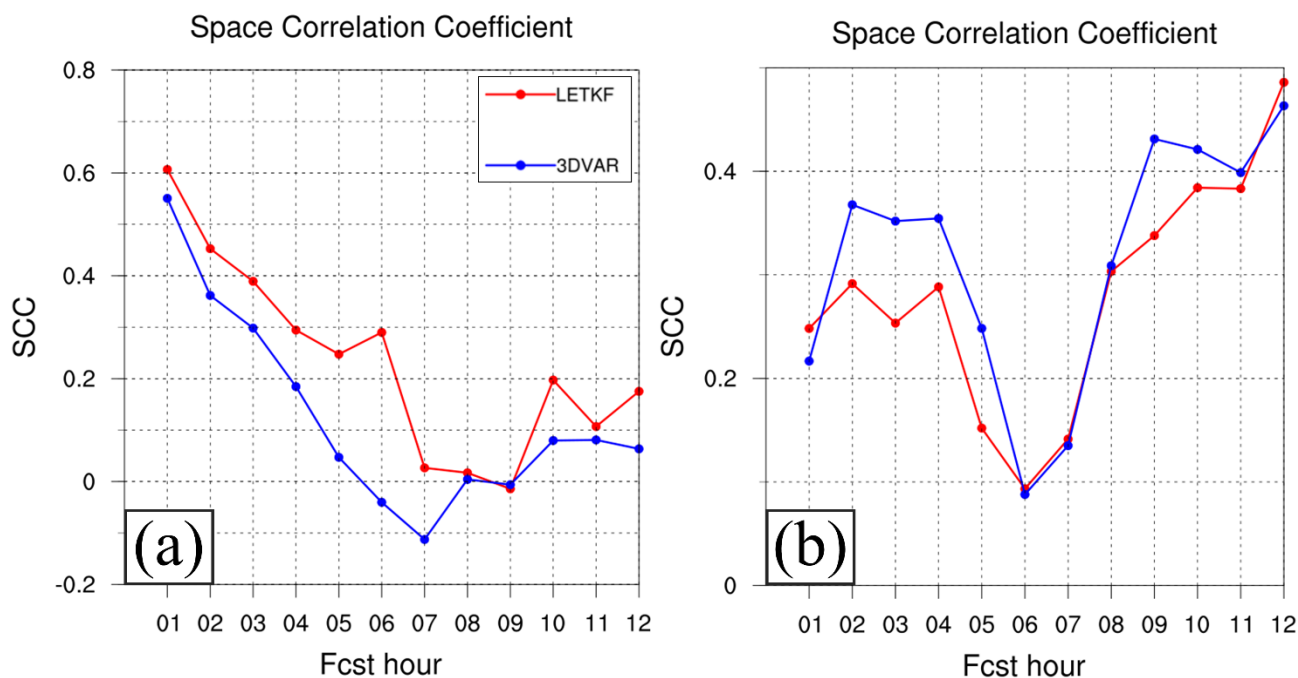 Space Correlation Coefficient
0.8
0.6
0.4
0.2
0
-0.2
SCC
LETKF
3DVAR
(a)
01 02 03 04 05 06 07 08 09 10 11 12
Fcst hour
Space Correlation Coefficient
0.4
0.2
0
SCC
(b)
01 02 03 04 05 06 07 08 09 10 11 12
Fcst hour